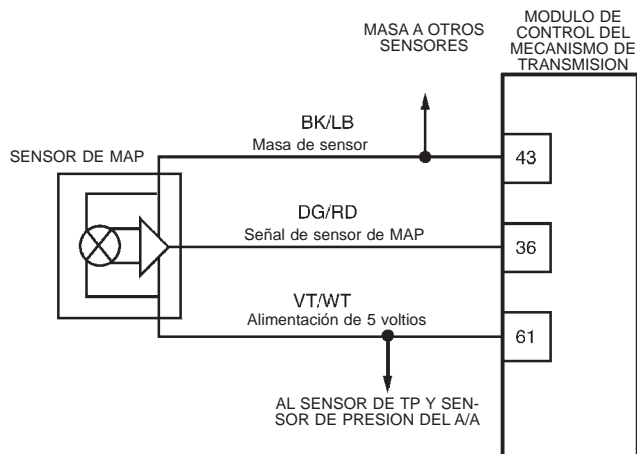 MODULO DE
CONTROL DEL
MECANISMO DE
TRANSMISION
MASA A OTROS
SENSORES
BK/LB
Masa de sensor
43
SENSOR DE MAP
DG/RD
Señal de sensor de MAP
36
VT/WT
Alimentación de 5 voltios
61
AL SENSOR DE TP Y SEN-
SOR DE PRESION DEL A/A